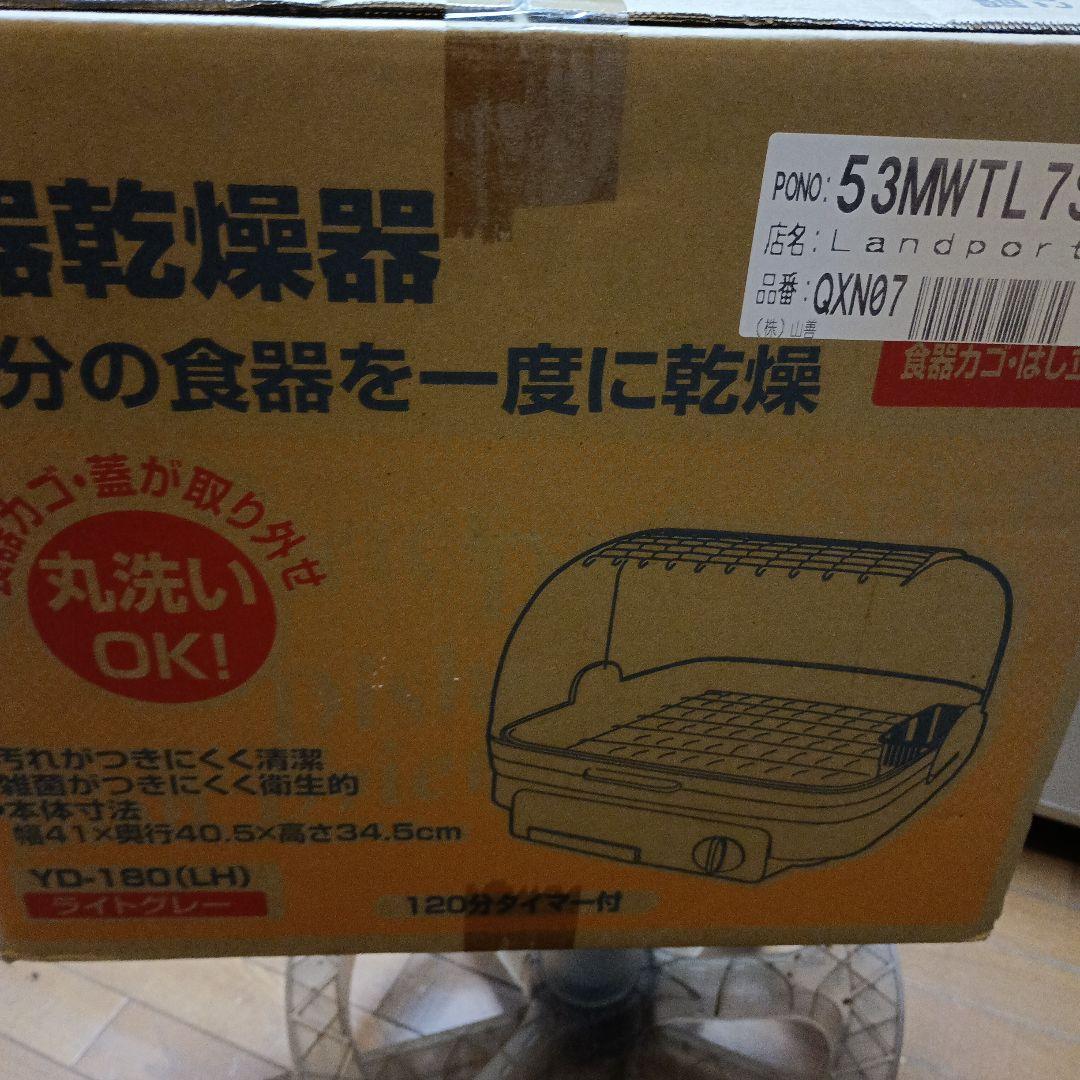 器乾燥器
分の食器を一度に乾燥
PONO:53MWTL7S
店名:Landport
品番:QXN07
(株)山善
食器カゴ・はし立
食器カゴ・蓋が取り外せ
丸洗い
OK!
Dish
汚れがつきにくく清潔
雑菌がつきにくく衛生的
本体寸法
幅41×奥行40.5×高さ34.5cm
YD-180(LH)
ライトグレー
120分タイマー付